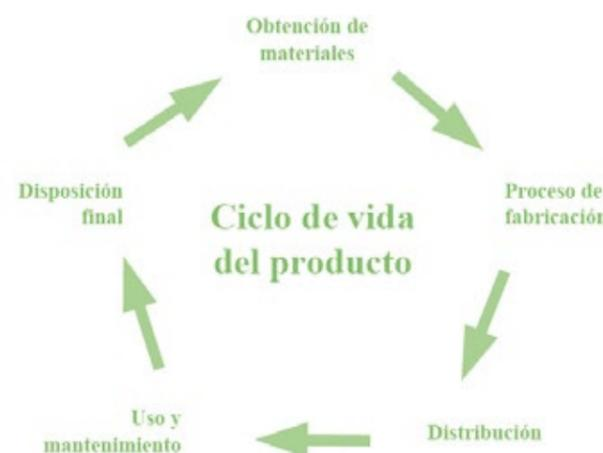 Obtención de
materiales
Proceso de
fabricación
Distribución
Uso y
mantenimiento
Disposición
final
Ciclo de vida
del producto